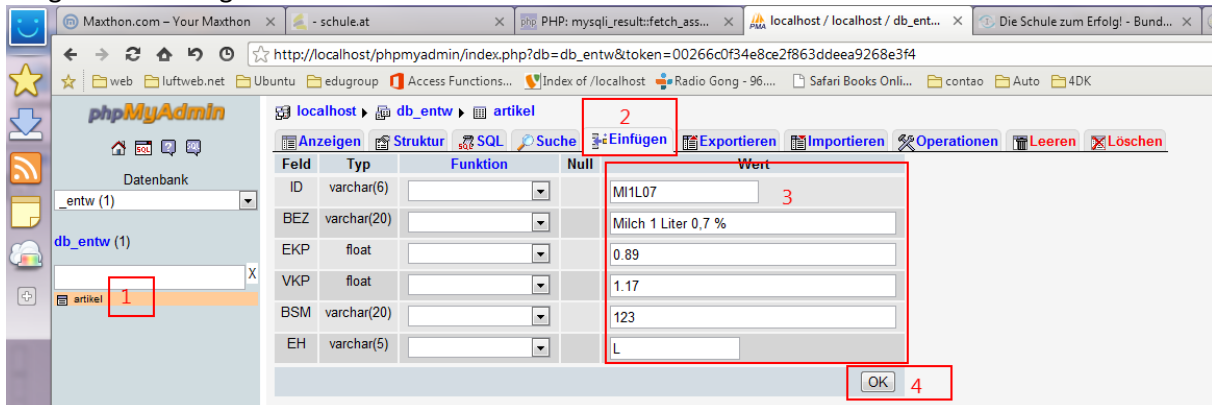 Maxthon.com – Your Maxthon × - schule.at × PHP: mysqli_result::fetch_ass... × localhost / localhost / db_ent... × Die Schule zum Erfolg! - Bund... ×
http://localhost/phpmyadmin/index.php?db=db_entw&token=00266c0f34e8ce2f863ddeea9268e3f4
web luftweb.net Ubuntu edugroup Access Functions... Index of /localhost Radio Gong - 96.... Safari Books Onli... contao Auto 4DK
phpMyAdmin
localhost ▸ db_entw ▸ artikel
2
Anzeigen Struktur SQL Suche Einfügen Exportieren Importieren Operationen Leeren Löschen
Feld Typ Funktion Null Wert
Datenbank
_entw (1)
db_entw (1)
X
artikel 1
ID varchar(6) MI1L07 3
BEZ varchar(20) Milch 1 Liter 0,7 %
EKP float 0.89
VKP float 1.17
BSM varchar(20) 123
EH varchar(5) L
OK 4